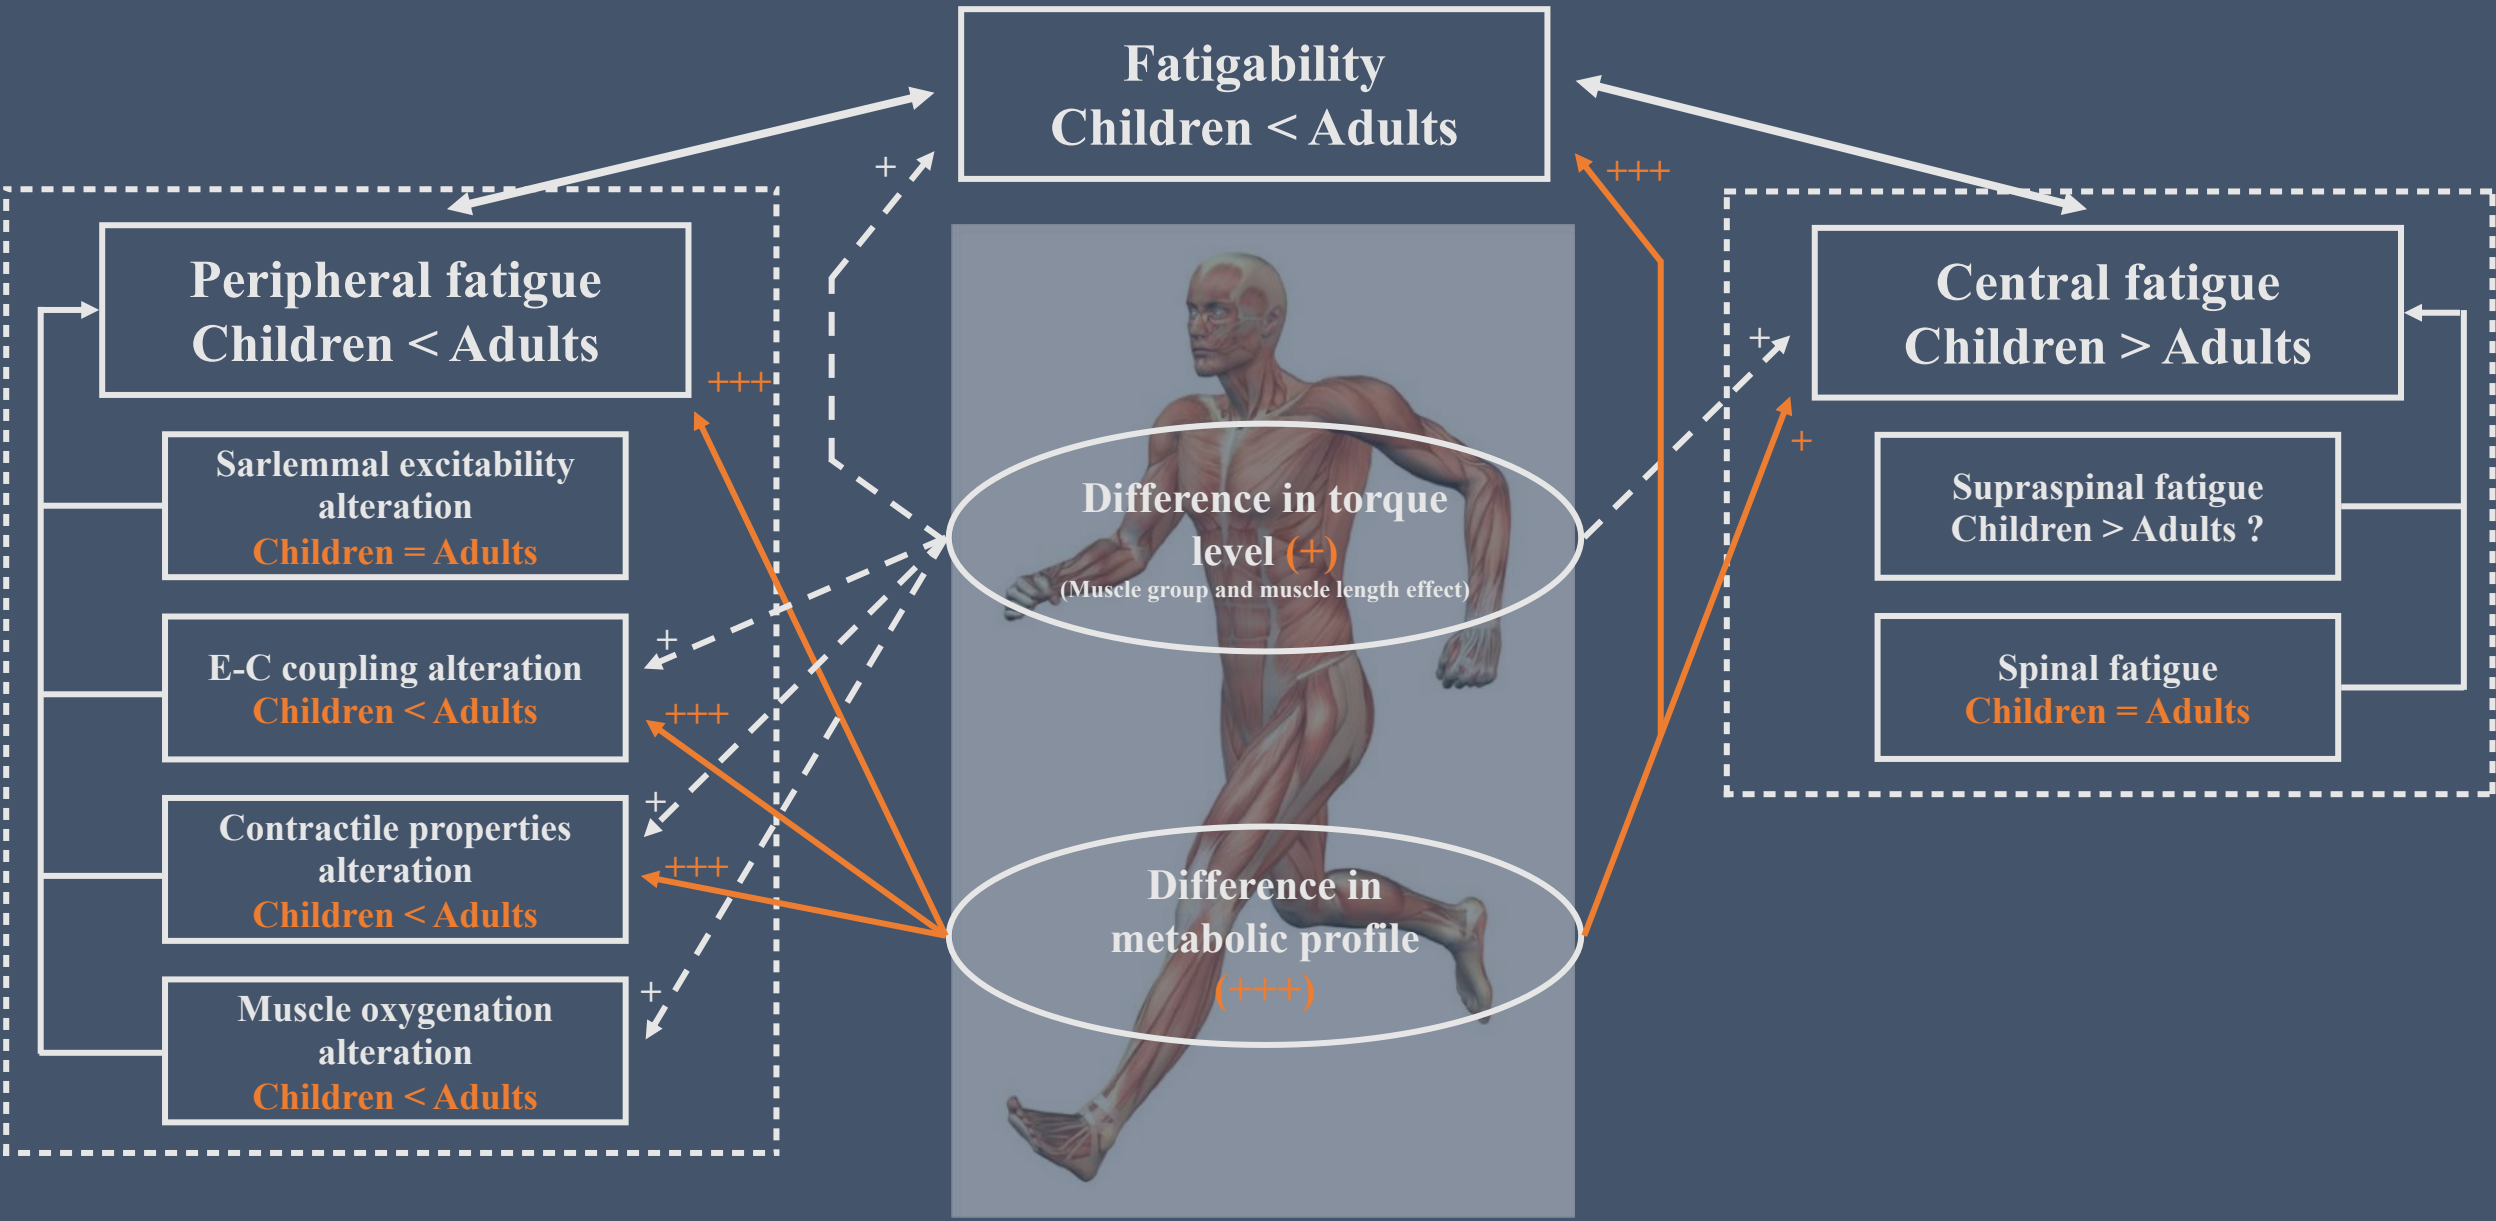 Fatigability
Children < Adults
+
+++
Peripheral fatigue
Children < Adults
+++
Sarlemmal excitability
alteration
Children = Adults
E-C coupling alteration
Children < Adults
+
+++
Contractile properties
alteration
Children < Adults
+
+++
Muscle oxygenation
alteration
Children < Adults
+
Difference in torque
level (+)
(Muscle group and muscle length effect)
Difference in
metabolic profile
(+++)
Central fatigue
Children > Adults
+
+
Supraspinal fatigue
Children > Adults ?
Spinal fatigue
Children = Adults